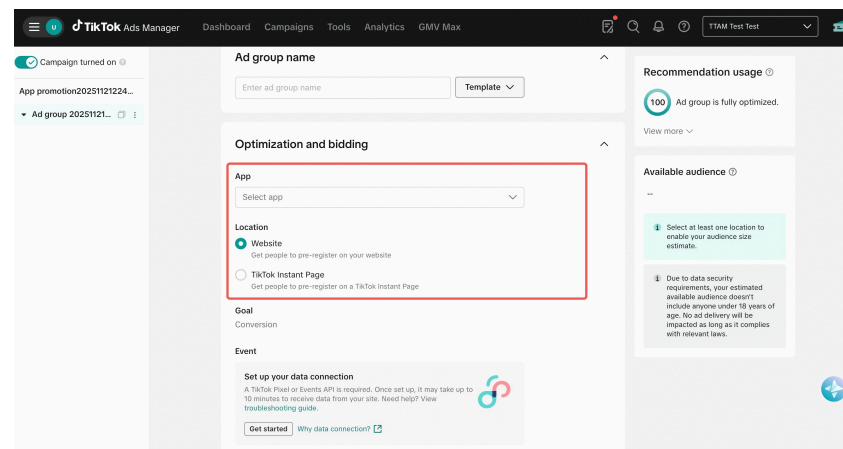 U
TikTok Ads Manager
Dashboard Campaigns Tools Analytics GMV Max
TTAM Test Test
Campaign turned on
App promotion20251121224...
Ad group 20251121...
Ad group name
Enter ad group name
Template
Optimization and bidding
App
Select app
Location
Website
Get people to pre-register on your website
TikTok Instant Page
Get people to pre-register on a TikTok Instant Page
Goal
Conversion
Event
Set up your data connection
A TikTok Pixel or Events API is required. Once set up, it may take up to
10 minutes to receive data from your site. Need help? View
troubleshooting guide.
Get started Why data connection?
Recommendation usage
100 Ad group is fully optimized.
View more
Available audience
--
Select at least one location to
enable your audience size
estimate.
Due to data security
requirements, your estimated
available audience doesn't
include anyone under 18 years of
age. No ad delivery will be
impacted as long as it complies
with relevant laws.